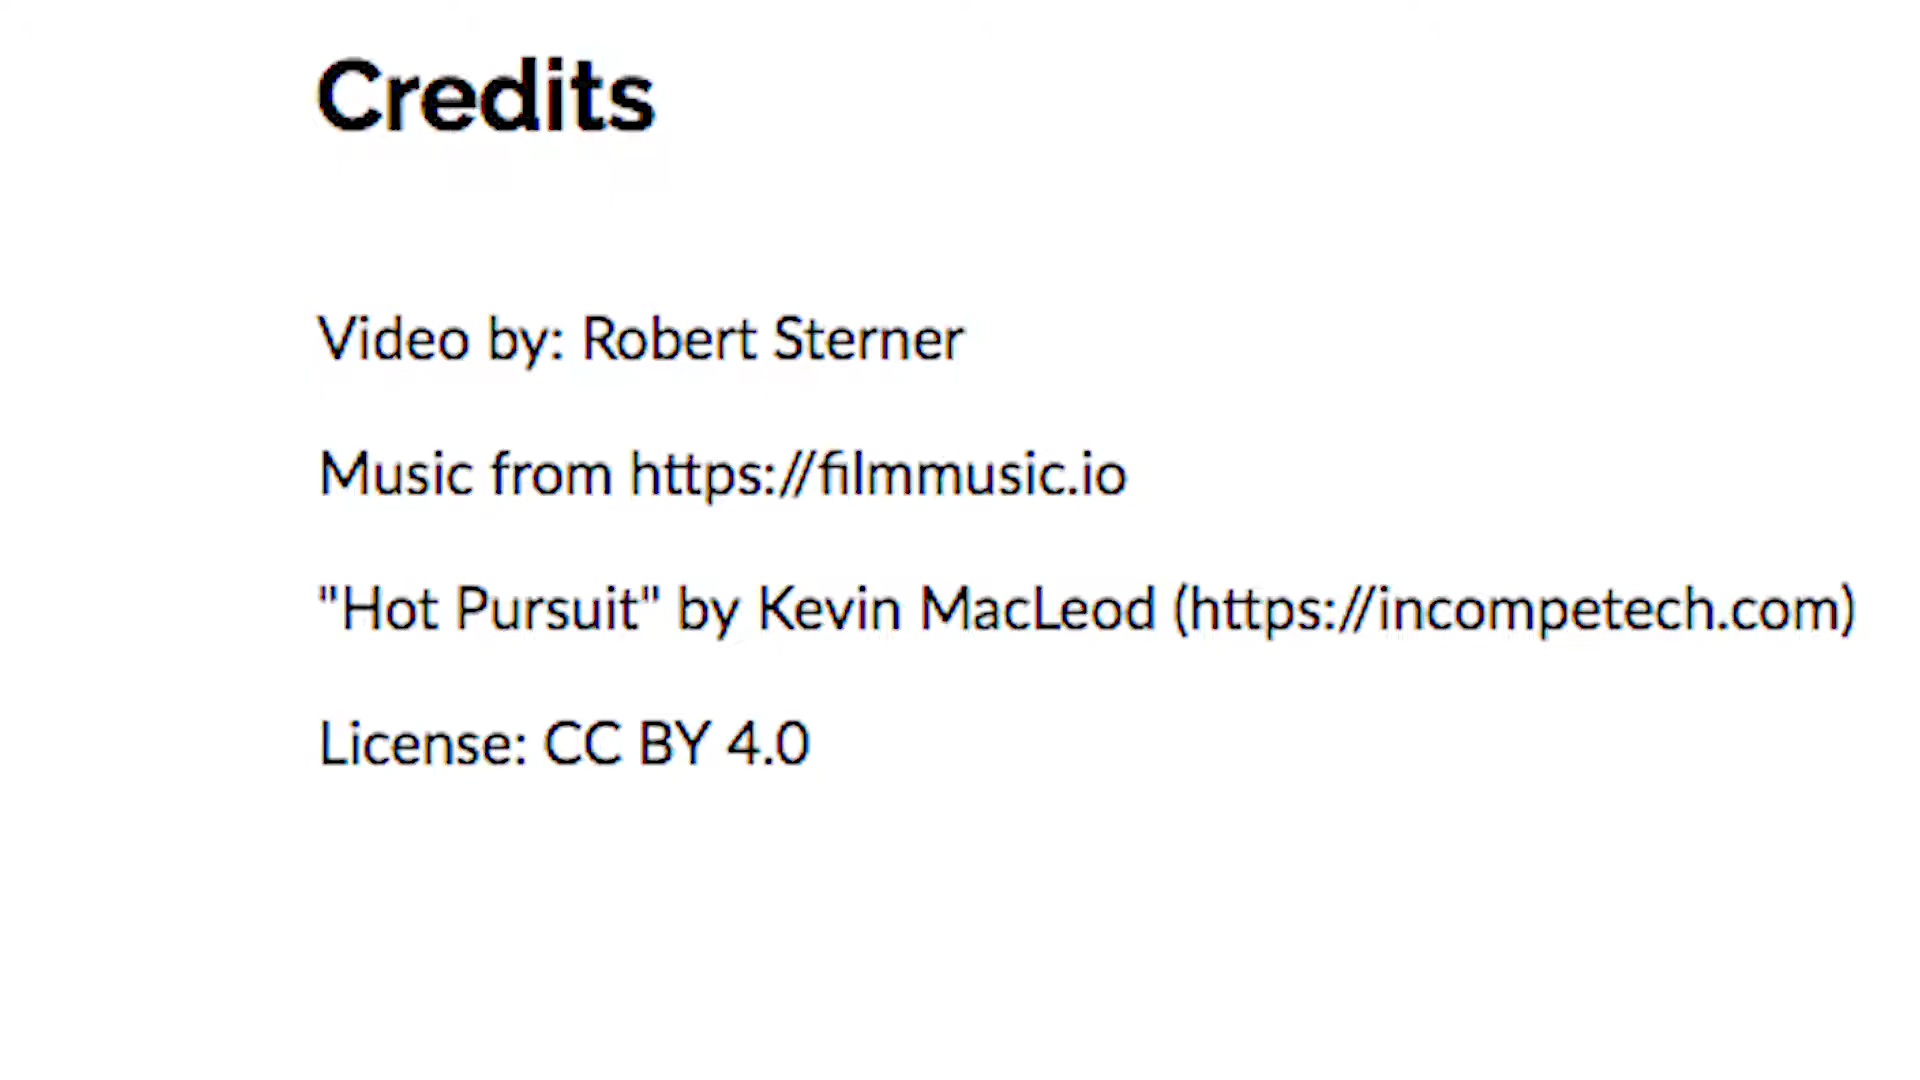 Credits
Video by: Robert Sterner
Music from https://filmmusic.io
"Hot Pursuit" by Kevin MacLeod (https://incompetech.com)
License: CC BY 4.0